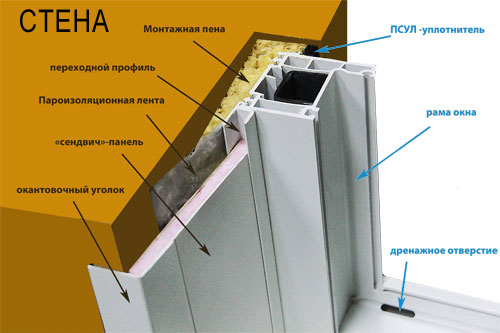 СТЕНА
Монтажная пена
ПСУЛ -уплотнитель
переходной профиль
Пароизоляционная лента
рама окна
«сендвич»-панель
окантовочный уголок
дренажное отверстие